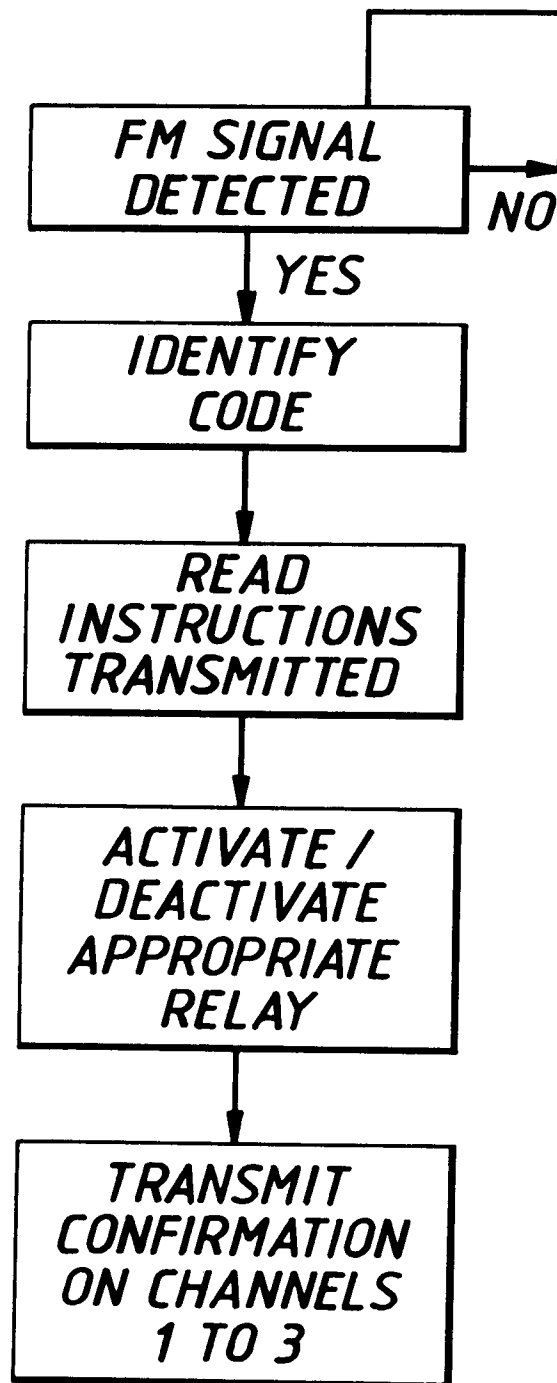 FM SIGNAL
DETECTED
NO
YES
IDENTIFY
CODE
READ
INSTRUCTIONS
TRANSMITTED
ACTIVATE /
DEACTIVATE
APPROPRIATE
RELAY
TRANSMIT
CONFIRMATION
ON CHANNELS
1 TO 3